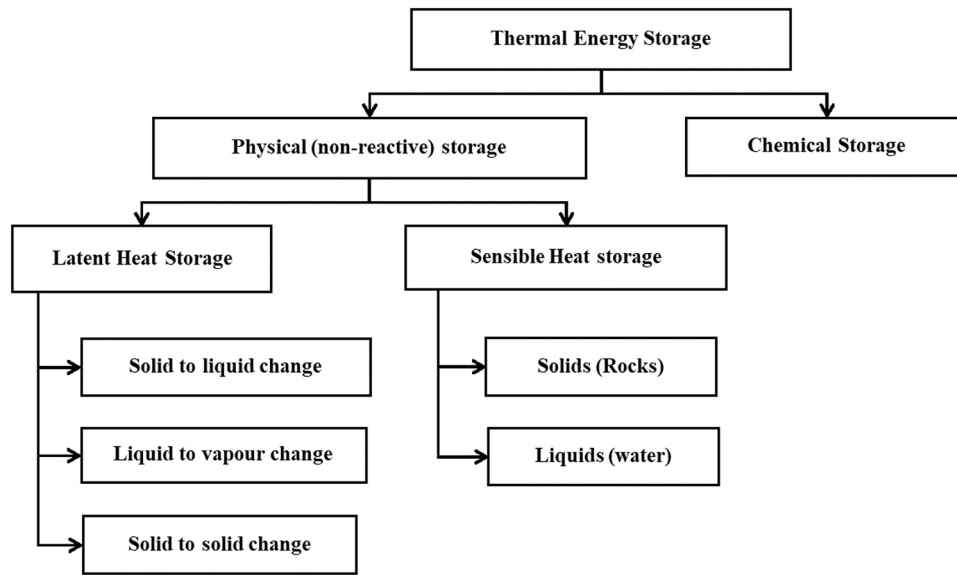 Thermal Energy Storage
Physical (non-reactive) storage
Chemical Storage
Latent Heat Storage
Sensible Heat storage
Solid to liquid change
Solids (Rocks)
Liquid to vapour change
Liquids (water)
Solid to solid change